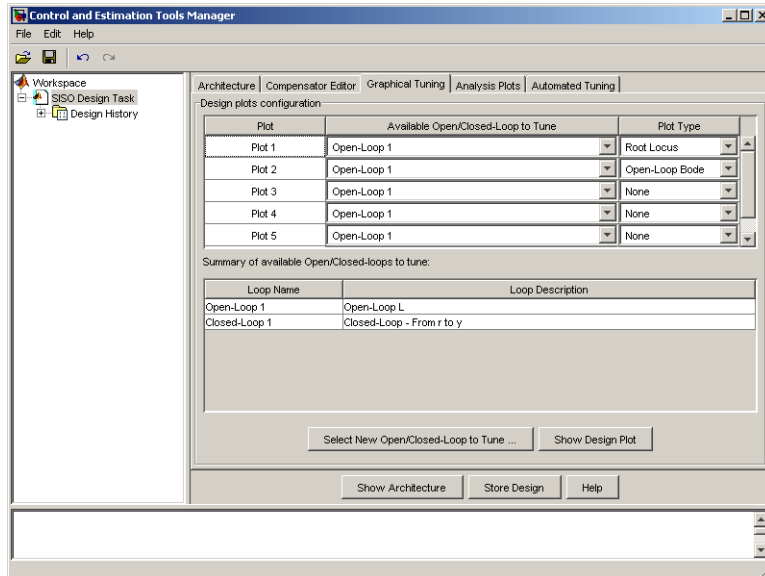 Control and Estimation Tools Manager
File Edit Help
Workspace
SISO Design Task
Design History
Architecture Compensator Editor Graphical Tuning Analysis Plots Automated Tuning
Design plots configuration
Plot Available Open/Closed-Loop to Tune Plot Type
Plot 1 Open-Loop 1 Root Locus
Plot 2 Open-Loop 1 Open-Loop Bode
Plot 3 Open-Loop 1 None
Plot 4 Open-Loop 1 None
Plot 5 Open-Loop 1 None
Summary of available Open/Closed-loops to tune:
Loop Name Loop Description
Open-Loop 1 Open-Loop L
Closed-Loop 1 Closed-Loop - From r to y
Select New Open/Closed-Loop to Tune ... Show Design Plot
Show Architecture Store Design Help